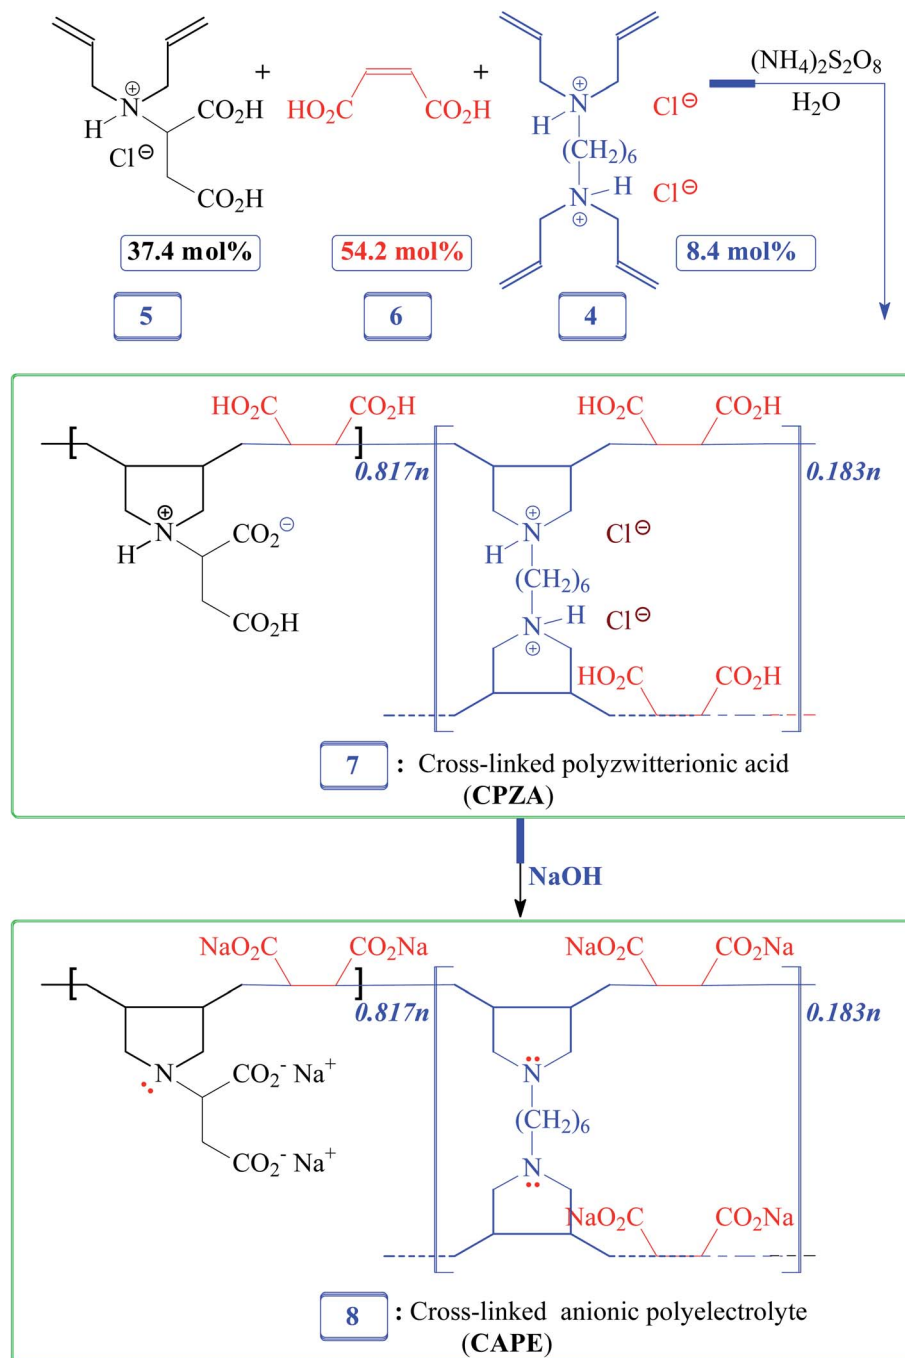 + + (NH4)2S2O8
H2O
H N ⊕ CO2H
Cl ⊖
CO2H
HO2C CO2H
⊕
H N Cl ⊖
(CH2)6
N H Cl ⊖
⊕
37.4 mol% 54.2 mol% 8.4 mol%
5 6 4
HO2C CO2H HO2C CO2H
[ ] 0.817n [ ] 0.183n
⊕
H N CO2 ⊖
CO2H
⊕
H N Cl ⊖
(CH2)6
N H Cl ⊖
⊕
HO2C CO2H
7 : Cross-linked polyzwitterionic acid
(CPZA)
NaOH
NaO2C CO2Na NaO2C CO2Na
[ ] 0.817n [ ] 0.183n
N CO2- Na+
CO2- Na+
N
(CH2)6
N
NaO2C CO2Na
8 : Cross-linked anionic polyelectrolyte
(CAPE)